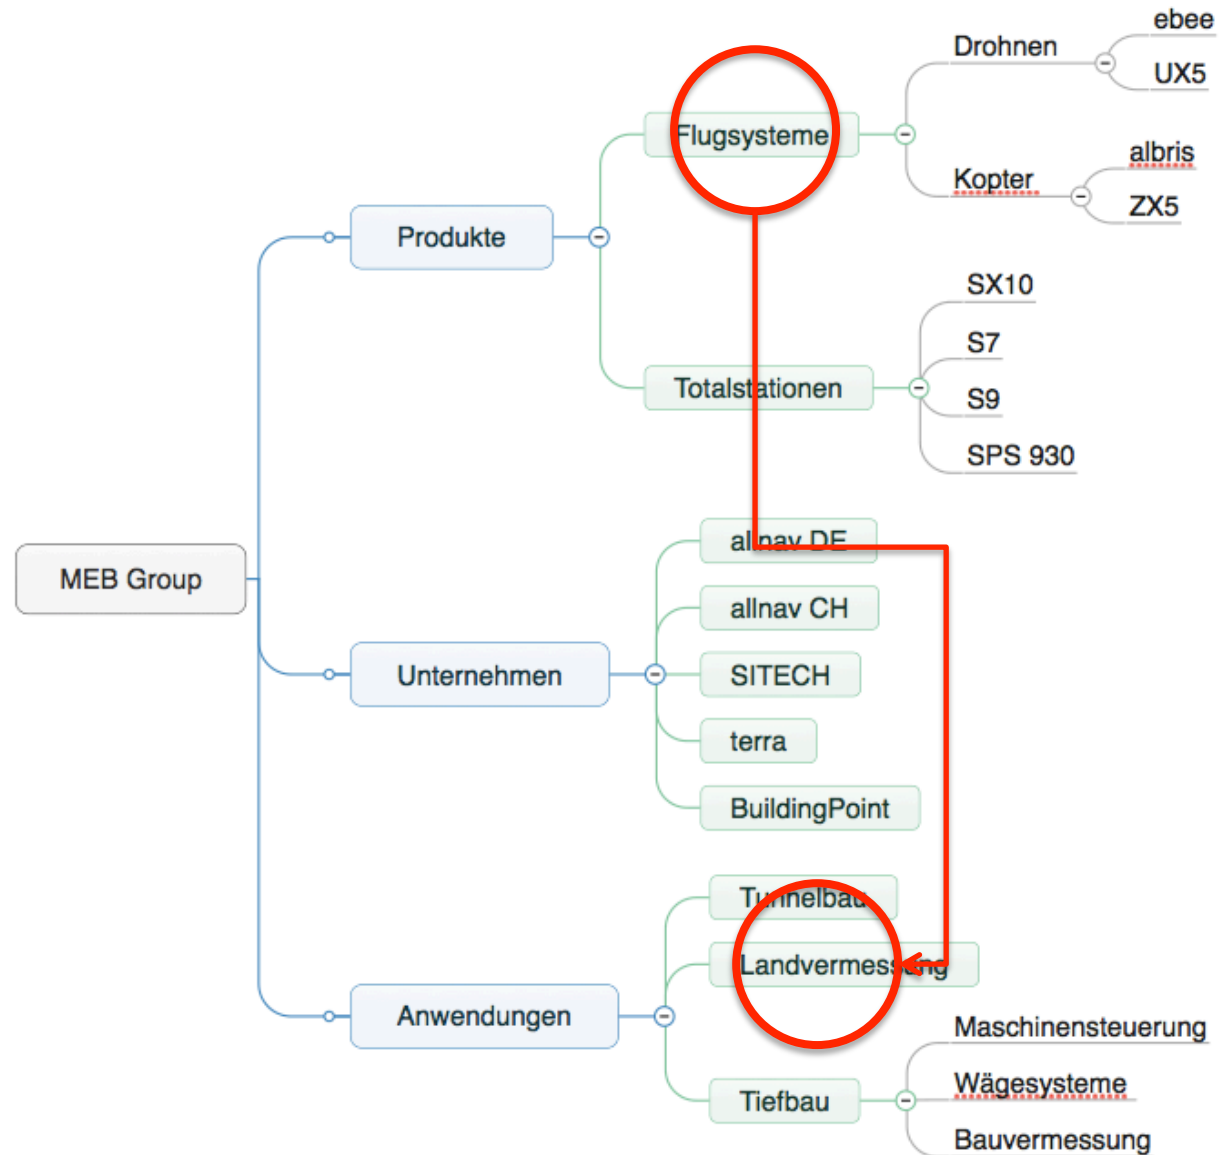 ebee
Drohnen
UX5
Flugsysteme
albris
Kopter
ZX5
Produkte
SX10
S7
Totalstationen
S9
SPS 930
allnav DE
MEB Group
allnav CH
Unternehmen
SITECH
terra
BuildingPoint
Tunnelbau
Landvermessung
Anwendungen
Maschinensteuerung
Wägesysteme
Tiefbau
Bauvermessung